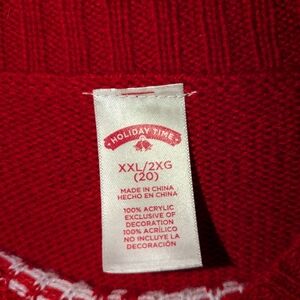 HOLIDAY TIME
XXL/2XG
(20)
MADE IN CHINA
HECHO EN CHINA
100% ACRYLIC
EXCLUSIVE OF
DECORATION
100% ACRÍLICO
NO INCLUYE LA
DECORACIÓN